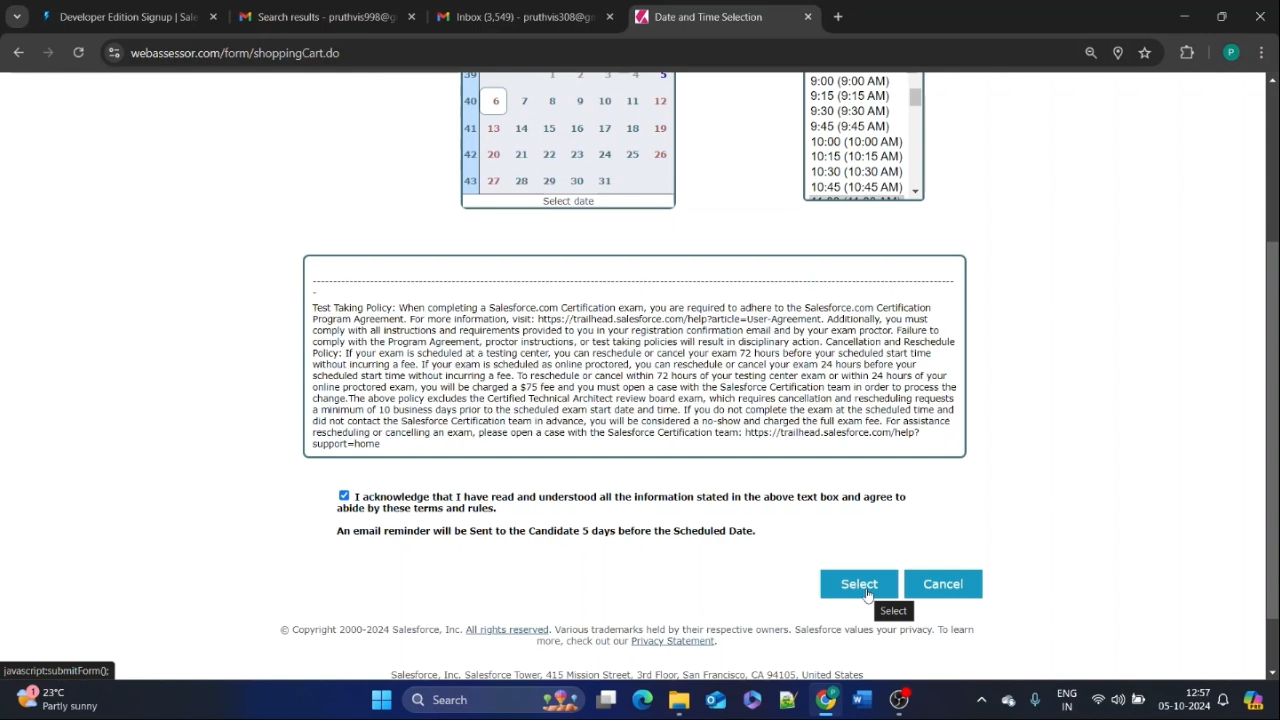 Developer Edition Signup | Sale
Search results - pruthvis998@g
Inbox (3,549) - pruthvis308@gn
Date and Time Selection
webassessor.com/form/shoppingCart.do
P
39 1 2 3 4 5
40 6 7 8 9 10 11 12
41 13 14 15 16 17 18 19
42 20 21 22 23 24 25 26
43 27 28 29 30 31
Select date
9:00 (9:00 AM)
9:15 (9:15 AM)
9:30 (9:30 AM)
9:45 (9:45 AM)
10:00 (10:00 AM)
10:15 (10:15 AM)
10:30 (10:30 AM)
10:45 (10:45 AM)
--------------------------------------------------------------------------------
-
Test Taking Policy: When completing a Salesforce.com Certification exam, you are required to adhere to the Salesforce.com Certification
Program Agreement. For more information, visit: https://trailhead.salesforce.com/help?article=User-Agreement. Additionally, you must
comply with all instructions and requirements provided to you in your registration confirmation email and by your exam proctor. Failure to
comply with the Program Agreement, proctor instructions, or test taking policies will result in disciplinary action. Cancellation and Reschedule
Policy: If your exam is scheduled at a testing center, you can reschedule or cancel your exam 72 hours before your scheduled start time
without incurring a fee. If your exam is scheduled as online proctored, you can reschedule or cancel your exam 24 hours before your
scheduled start time without incurring a fee. To reschedule or cancel within 72 hours of your testing center exam or within 24 hours of your
online proctored exam, you will be charged a $75 fee and you must open a case with the Salesforce Certification team in order to process the
change.The above policy excludes the Certified Technical Architect review board exam, which requires cancellation and rescheduling requests
a minimum of 10 business days prior to the scheduled exam start date and time. If you do not complete the exam at the scheduled time and
did not contact the Salesforce Certification team in advance, you will be considered a no-show and charged the full exam fee. For assistance
rescheduling or cancelling an exam, please open a case with the Salesforce Certification team: https://trailhead.salesforce.com/help?
support=home
I acknowledge that I have read and understood all the information stated in the above text box and agree to
abide by these terms and rules.
An email reminder will be Sent to the Candidate 5 days before the Scheduled Date.
Select Cancel
Select
© Copyright 2000-2024 Salesforce, Inc. All rights reserved. Various trademarks held by their respective owners. Salesforce values your privacy. To learn
more, check out our Privacy Statement.
Salesforce, Inc. Salesforce Tower, 415 Mission Street, 3rd Floor, San Francisco, CA 94105, United States
javascript:submitForm();
1
23°C
Partly sunny
Search
ENG
IN
12:57
05-10-2024